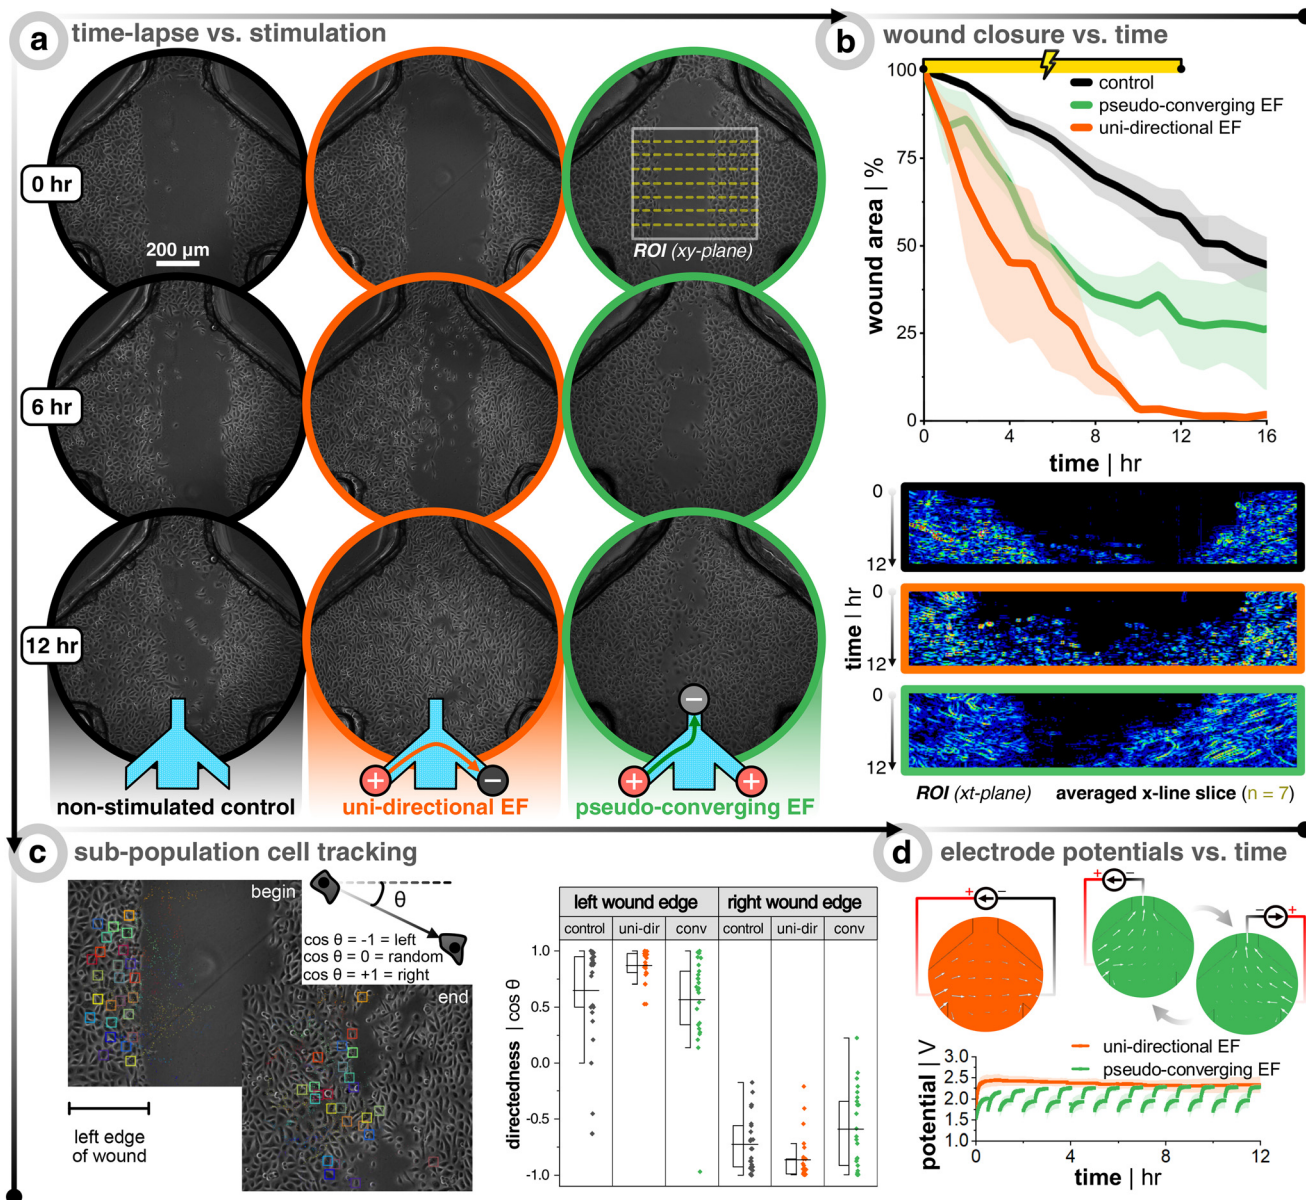 a
time-lapse vs. stimulation
0 hr
200 µm
ROI (xy-plane)
6 hr
12 hr
+
−
−
+
+
non-stimulated control
uni-directional EF
pseudo-converging EF
b
wound closure vs. time
control
pseudo-converging EF
uni-directional EF
wound area | %
100
75
50
25
0
0 4 8 12 16
time | hr
0
12
0
12
0
12
time | hr
ROI (xt-plane) averaged x-line slice (n = 7)
c
sub-population cell tracking
begin
θ
cos θ = -1 = left
cos θ = 0 = random
cos θ = +1 = right
end
left edge
of wound
left wound edge right wound edge
control uni-dir conv control uni-dir conv
directedness | cos θ
1.0
0.5
0.0
-0.5
-1.0
d
electrode potentials vs. time
+ −
+ −
− +
uni-directional EF
pseudo-converging EF
potential | V
3.0
2.5
2.0
1.5
1.0
0 4 8 12
time | hr